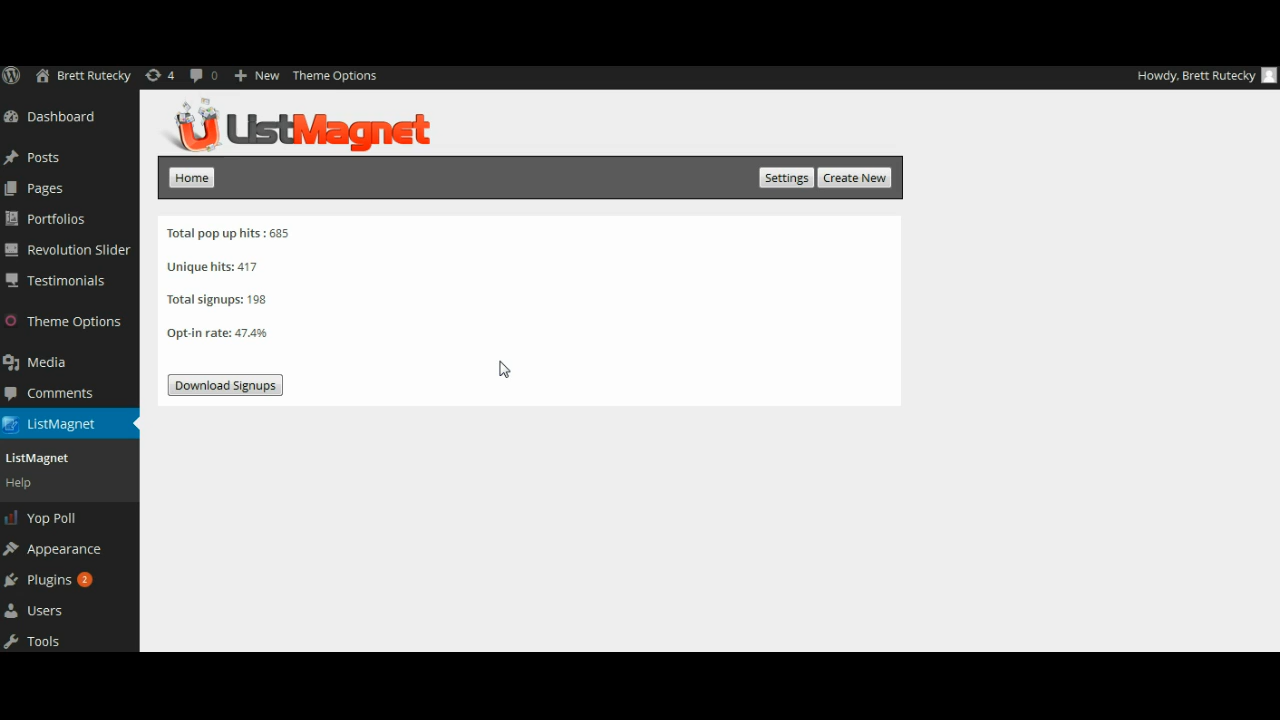 Brett Rutecky 4 0 New Theme Options Howdy, Brett Rutecky
ListMagnet
Home Settings Create New
Total pop up hits : 685
Unique hits: 417
Total signups: 198
Opt-in rate: 47.4%
Download Signups
Dashboard
Posts
Pages
Portfolios
Revolution Slider
Testimonials
Theme Options
Media
Comments
ListMagnet
ListMagnet
Help
Yop Poll
Appearance
Plugins 2
Users
Tools